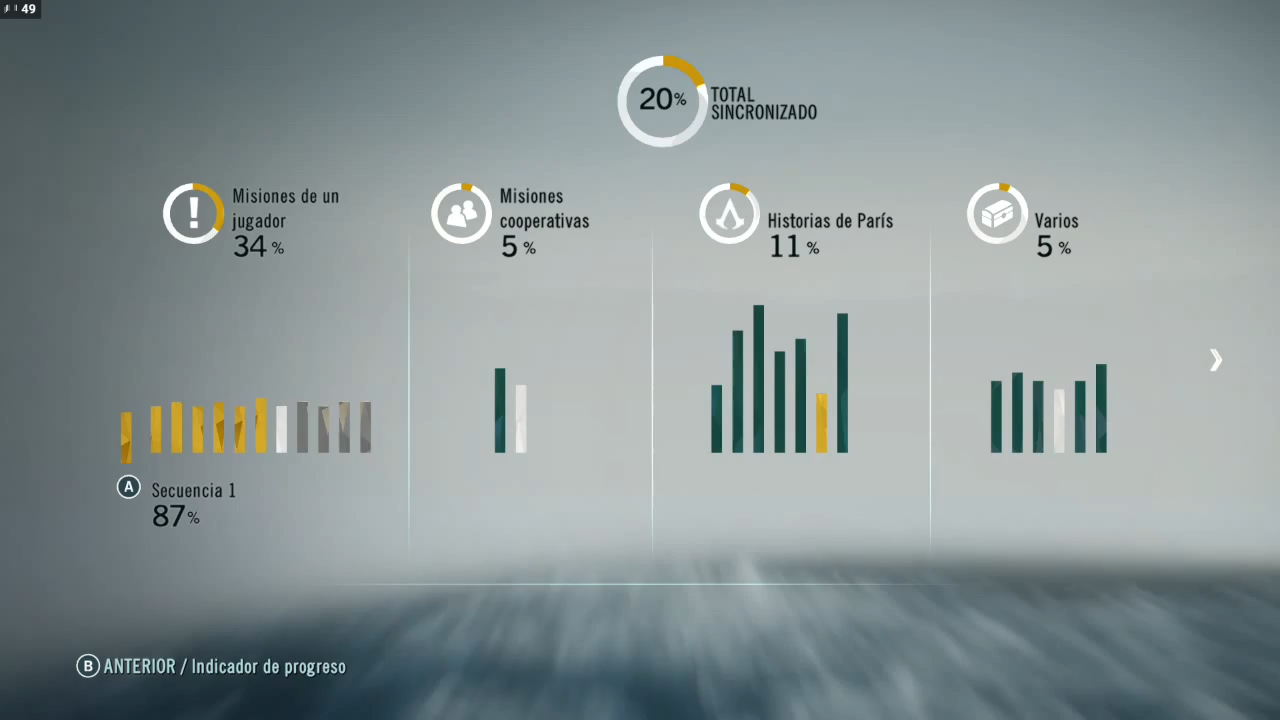 49
20%
TOTAL
SINCRONIZADO
Misiones de un
jugador
34 %
Misiones
cooperativas
5 %
Historias de París
11 %
Varios
5 %
A Secuencia 1
87%
B ANTERIOR / Indicador de progreso